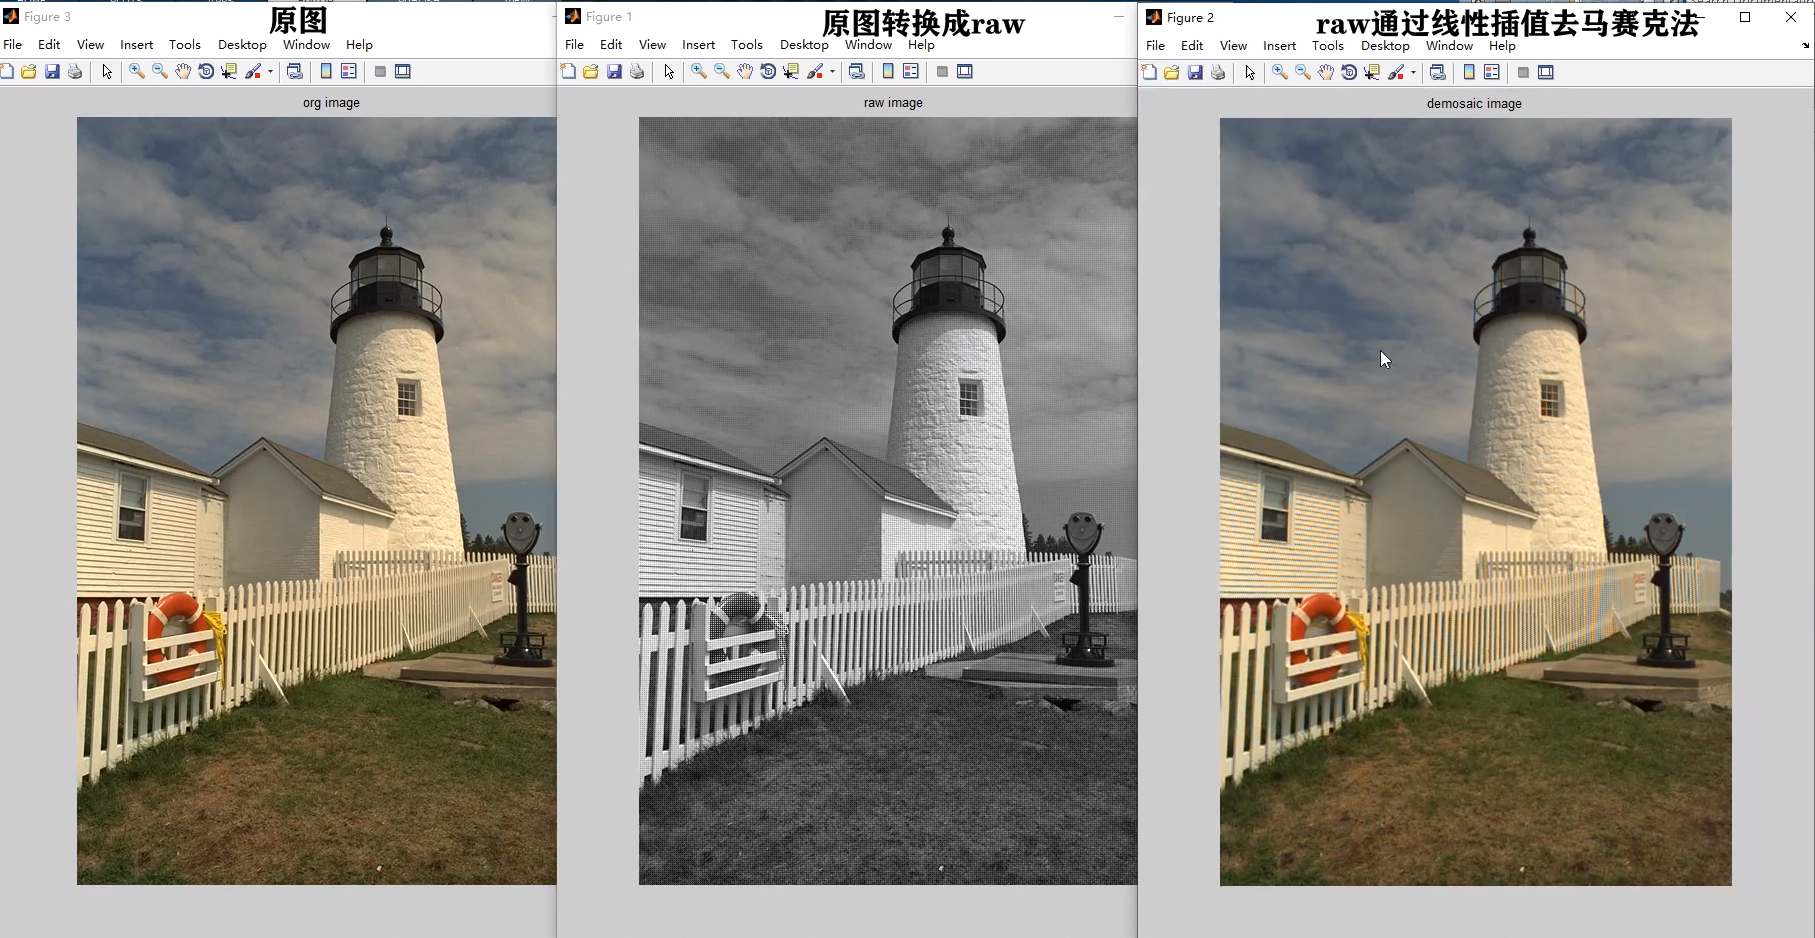 Figure 3
原图
File Edit View Insert Tools Desktop Window Help
org image
Figure 1
原图转换成raw
File Edit View Insert Tools Desktop Window Help
raw image
Figure 2
raw通过线性插值去马赛克法
File Edit View Insert Tools Desktop Window Help
demosaic image